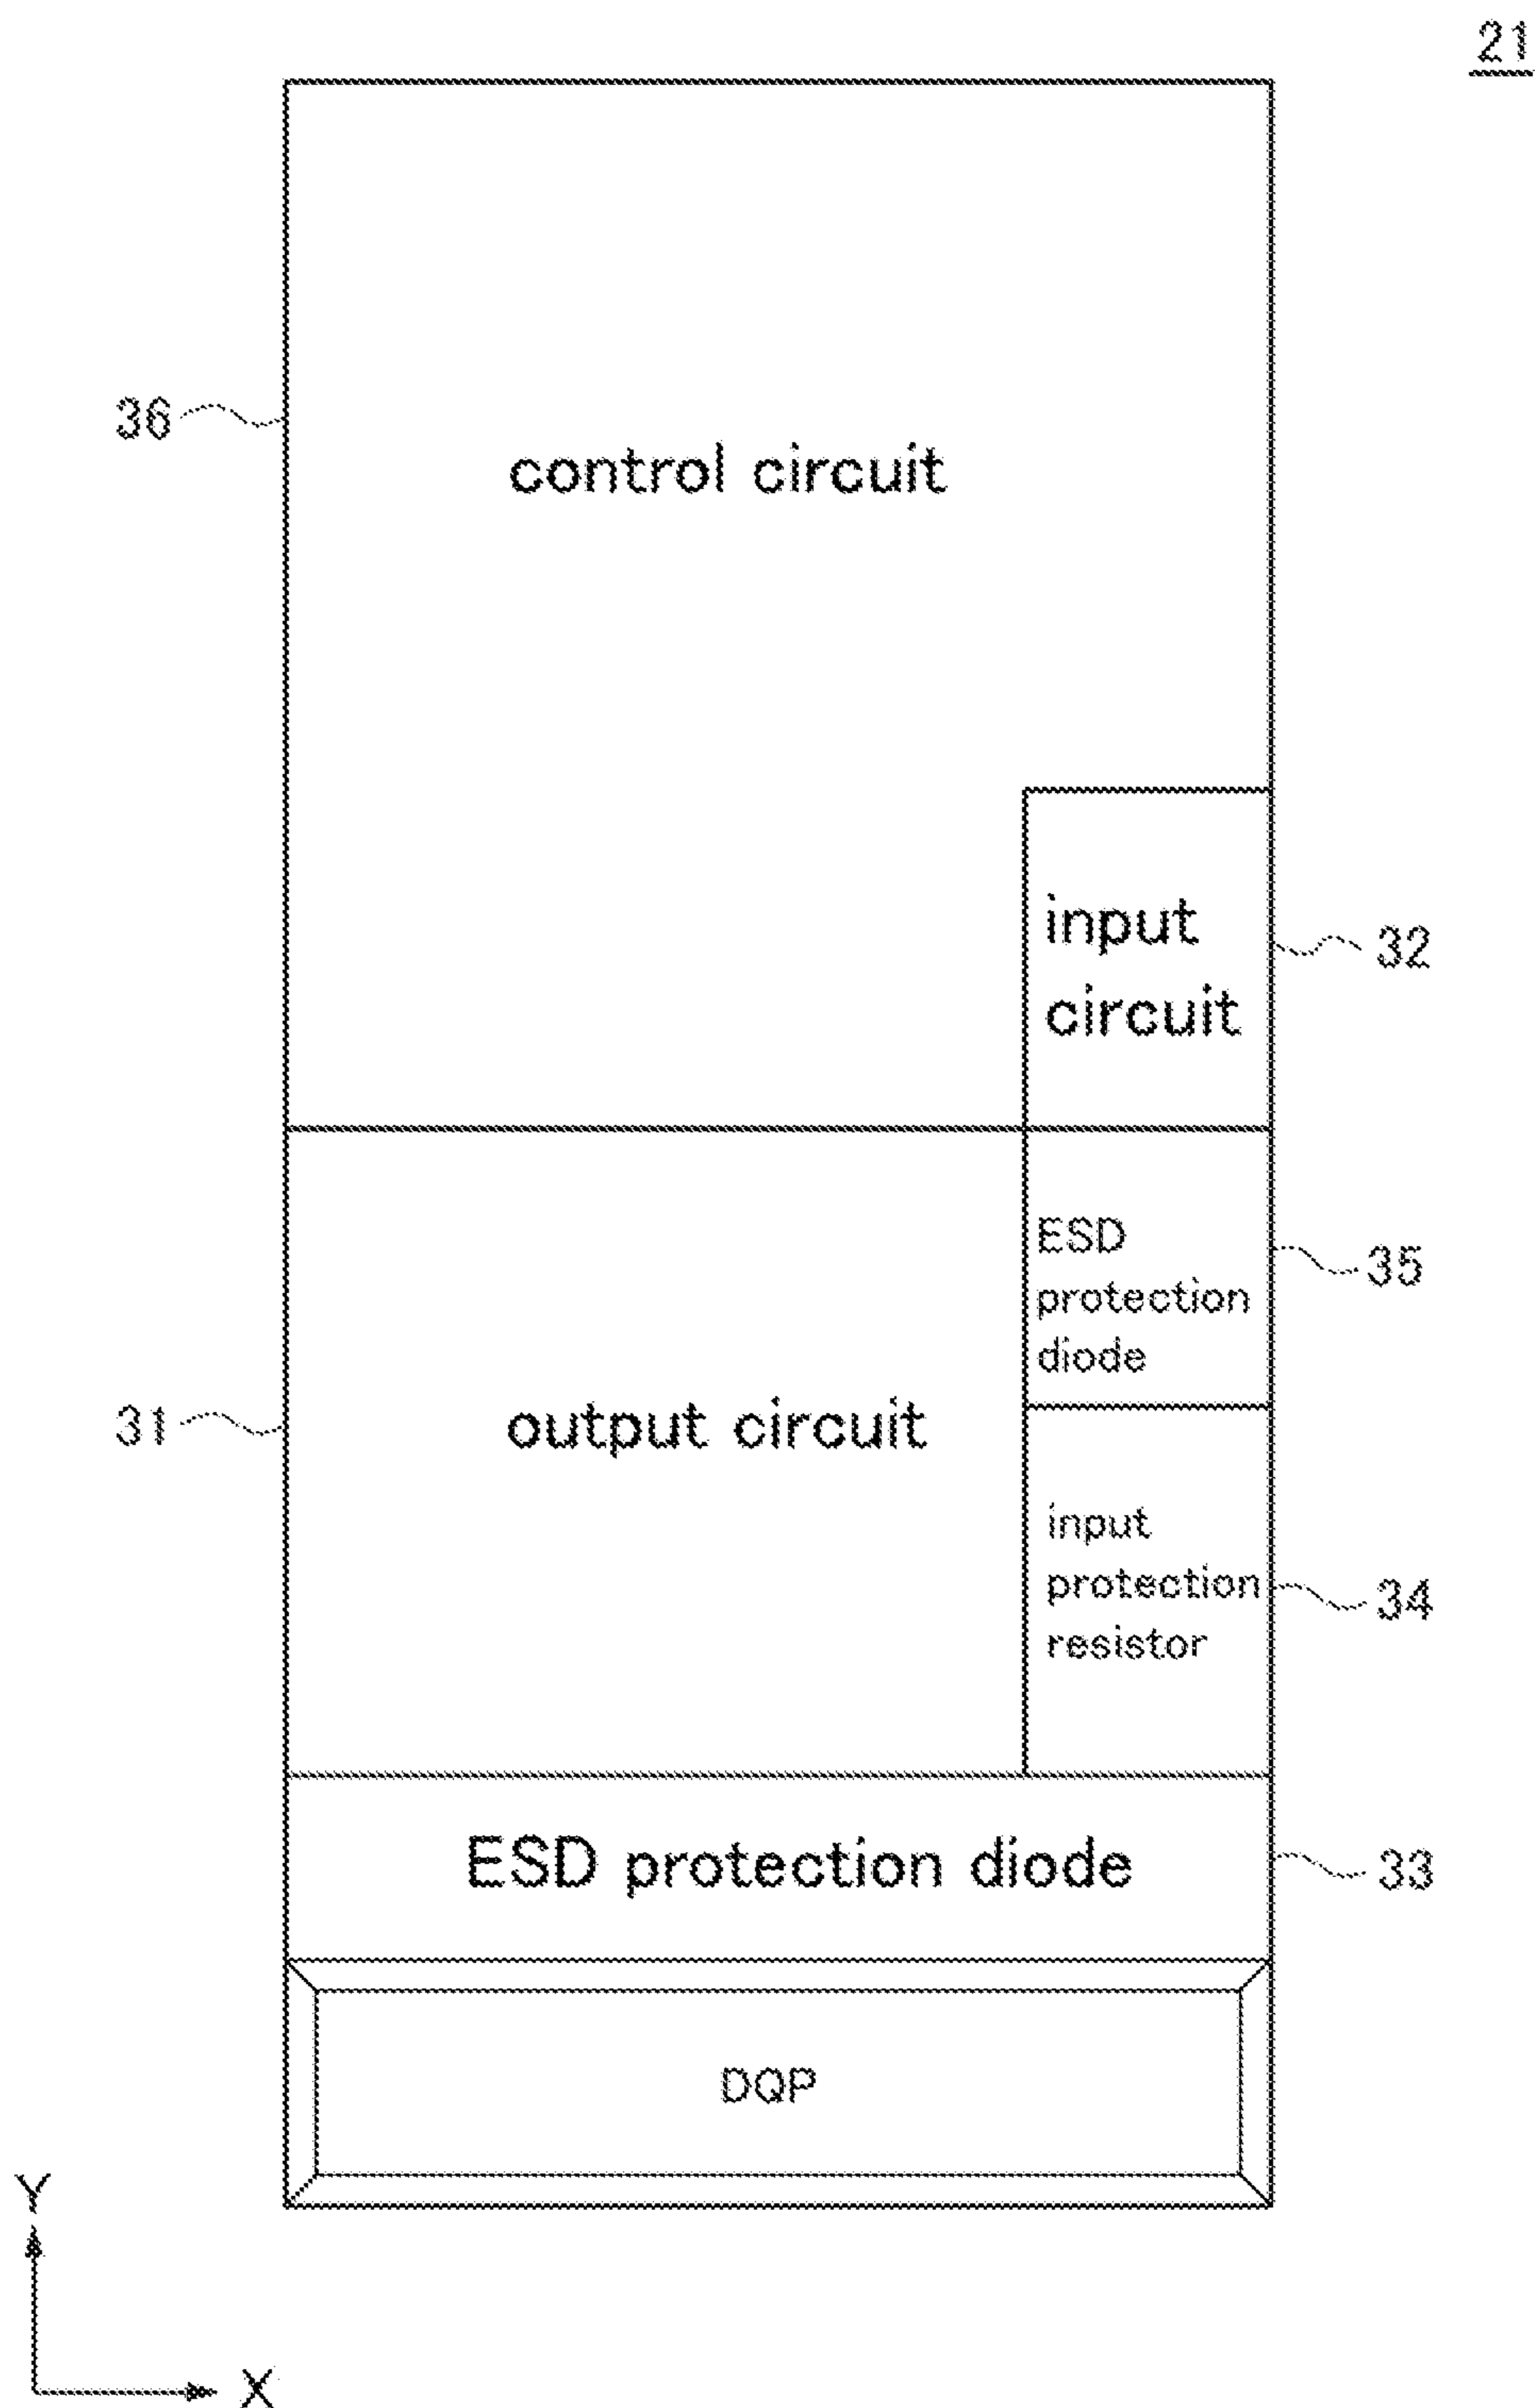 21
36
control circuit
input
circuit
32
ESD
protection
diode
35
31
output circuit
input
protection
resistor
34
ESD protection diode
33
DQP
Y
X